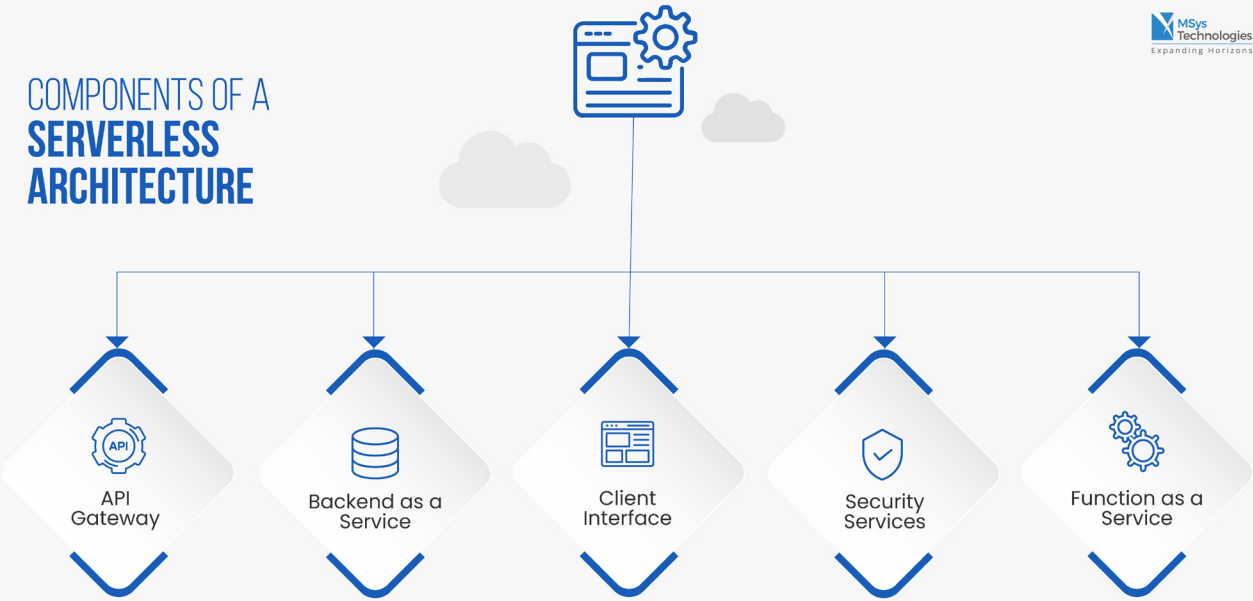 COMPONENTS OF A
SERVERLESS
ARCHITECTURE
MSys
Technologies
Expanding Horizons
API
API
Gateway
Backend as a
Service
Client
Interface
Security
Services
Function as a
Service